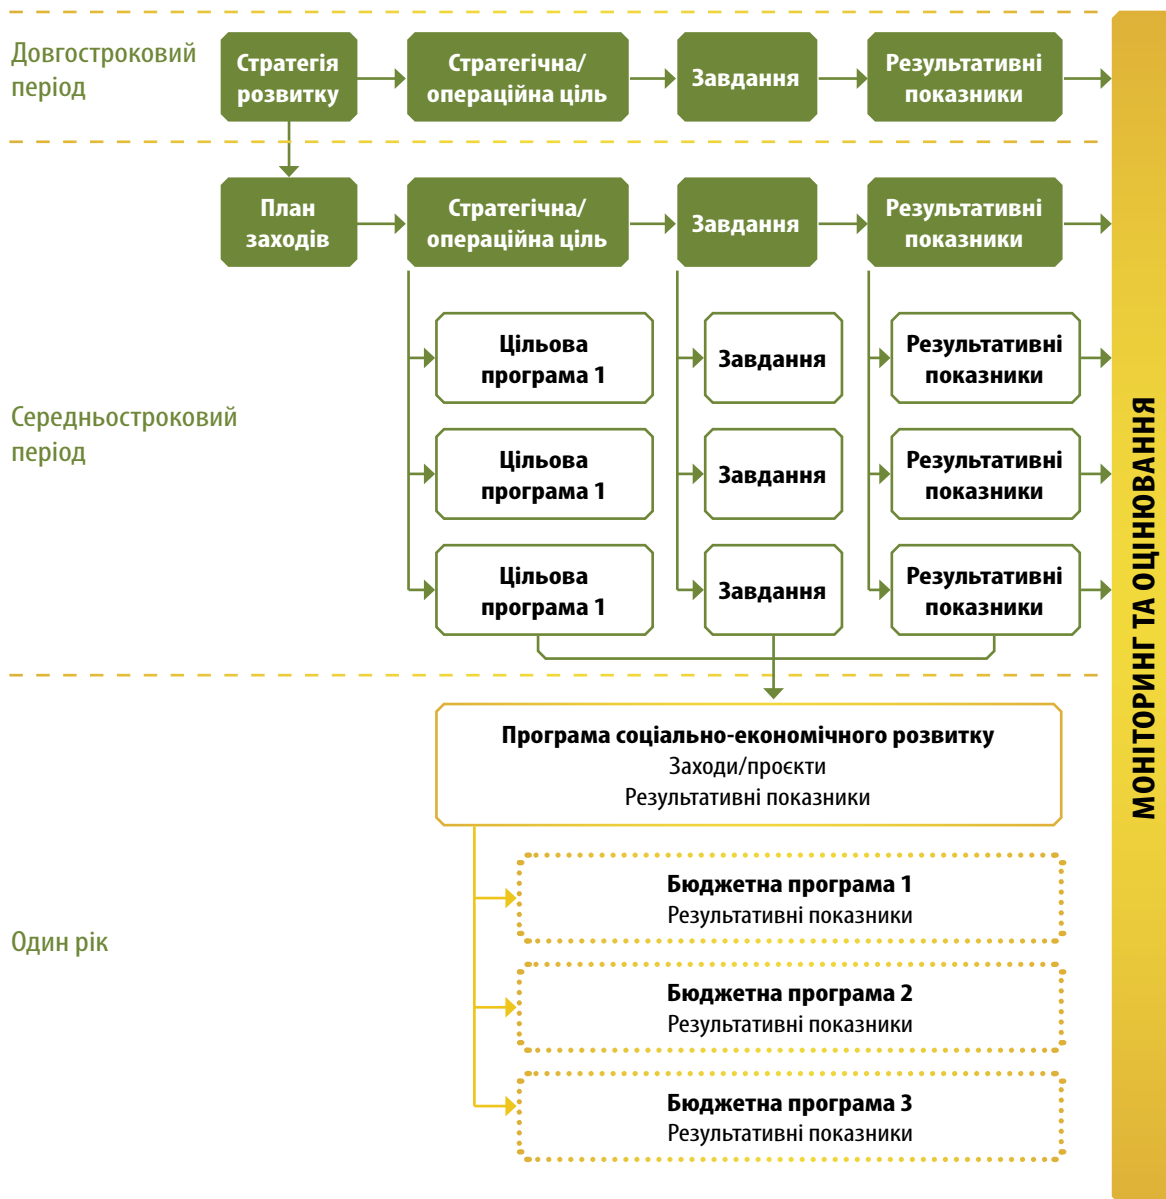 Довгостроковий
період
Стратегія
розвитку
Стратегічна/
операційна ціль
Завдання
Результативні
показники
План
заходів
Стратегічна/
операційна ціль
Завдання
Результативні
показники
Середньостроковий
період
Цільова
програма 1
Завдання
Результативні
показники
Цільова
програма 1
Завдання
Результативні
показники
Цільова
програма 1
Завдання
Результативні
показники
Один рік
Програма соціально-економічного розвитку
Заходи/проєкти
Результативні показники
Бюджетна програма 1
Результативні показники
Бюджетна програма 2
Результативні показники
Бюджетна програма 3
Результативні показники
МОНІТОРИНГ ТА ОЦІНЮВАННЯ